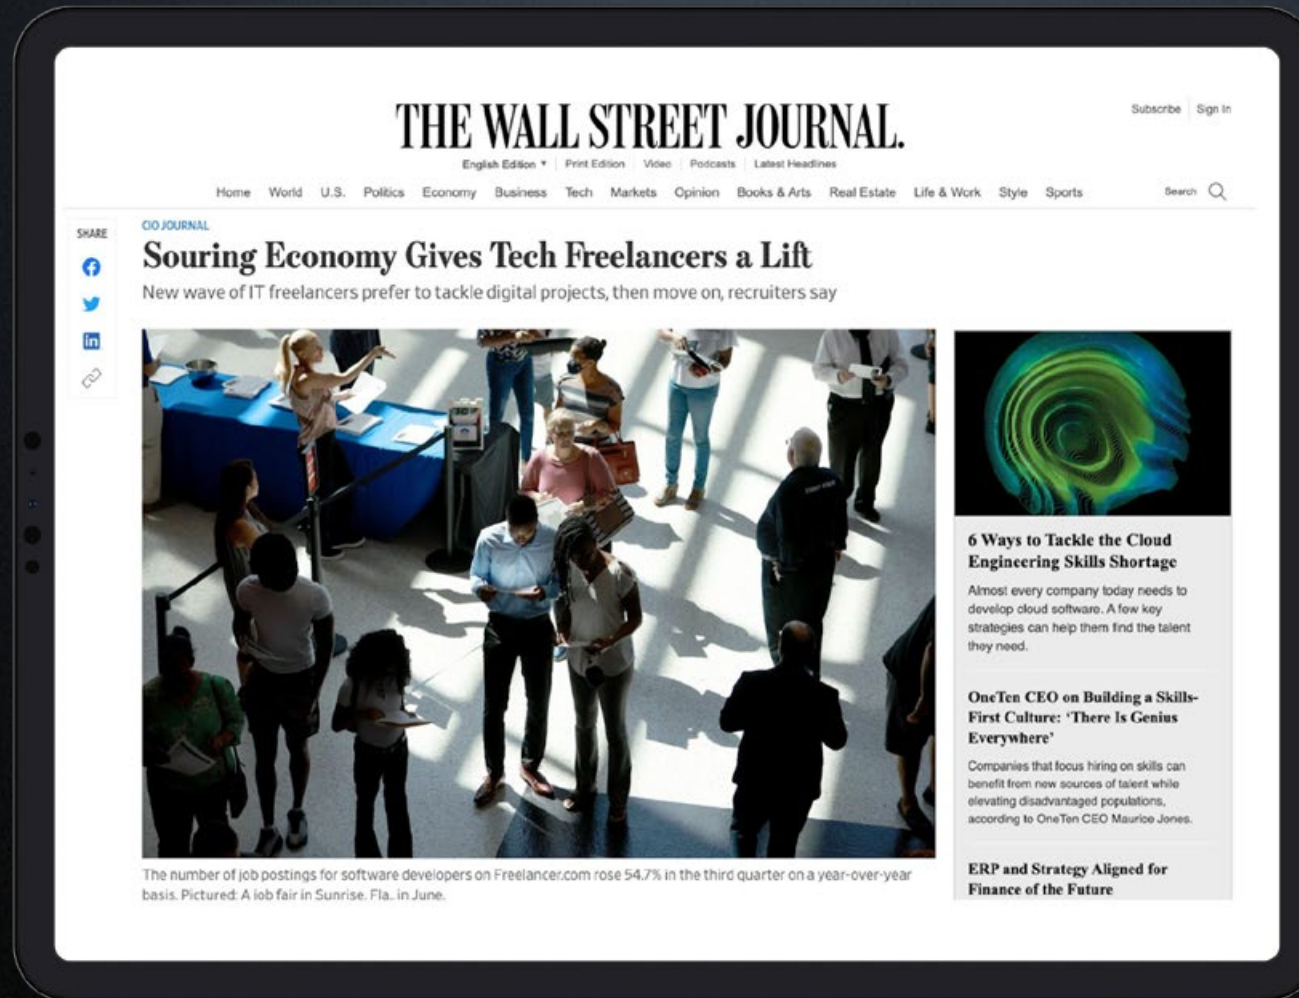 THE WALL STREET JOURNAL.
Subscribe Sign In
English Edition Print Edition Video Podcasts Latest Headlines
Home World U.S. Politics Economy Business Tech Markets Opinion Books & Arts Real Estate Life & Work Style Sports
Search
SHARE
CIO JOURNAL
Souring Economy Gives Tech Freelancers a Lift
New wave of IT freelancers prefer to tackle digital projects, then move on, recruiters say
The number of job postings for software developers on Freelancer.com rose 54.7% in the third quarter on a year-over-year
basis. Pictured: A job fair in Sunrise, Fla., in June.
6 Ways to Tackle the Cloud
Engineering Skills Shortage
Almost every company today needs to
develop cloud software. A few key
strategies can help them find the talent
they need.
OneTen CEO on Building a Skills-
First Culture: ‘There Is Genius
Everywhere’
Companies that focus hiring on skills can
benefit from new sources of talent while
elevating disadvantaged populations,
according to OneTen CEO Maurice Jones.
ERP and Strategy Aligned for
Finance of the Future